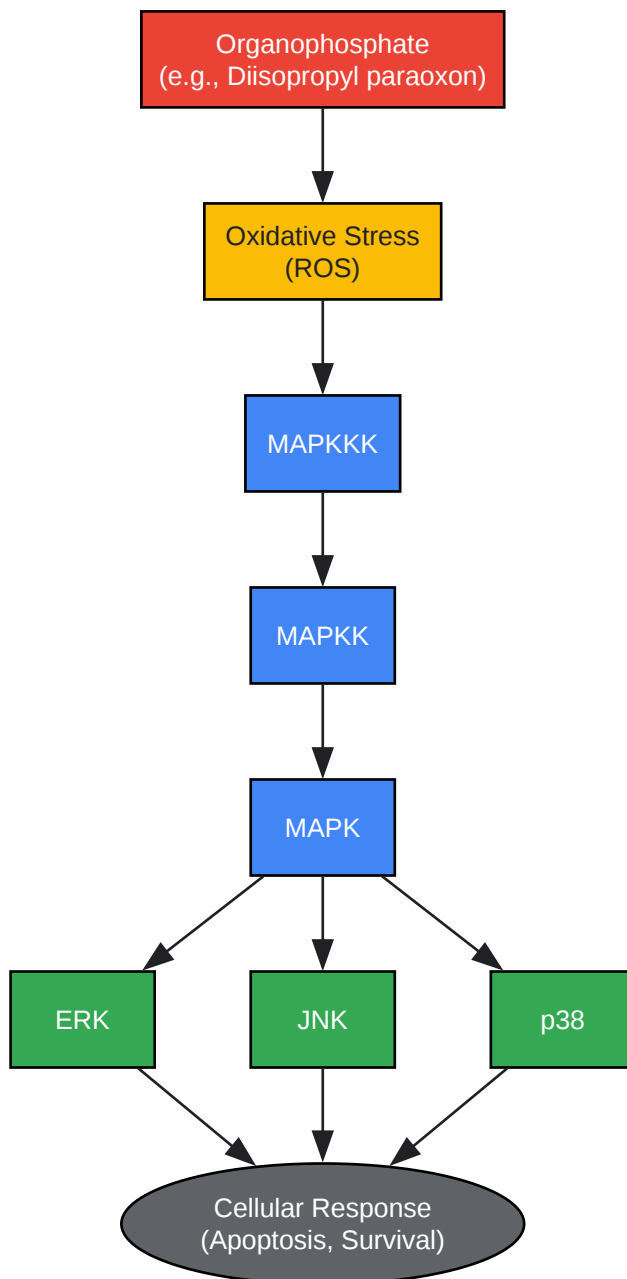 Organophosphate
(e.g., Diisopropyl paraoxon)
Oxidative Stress
(ROS)
MAPKKK
MAPKK
MAPK
ERK
JNK
p38
Cellular Response
(Apoptosis, Survival)